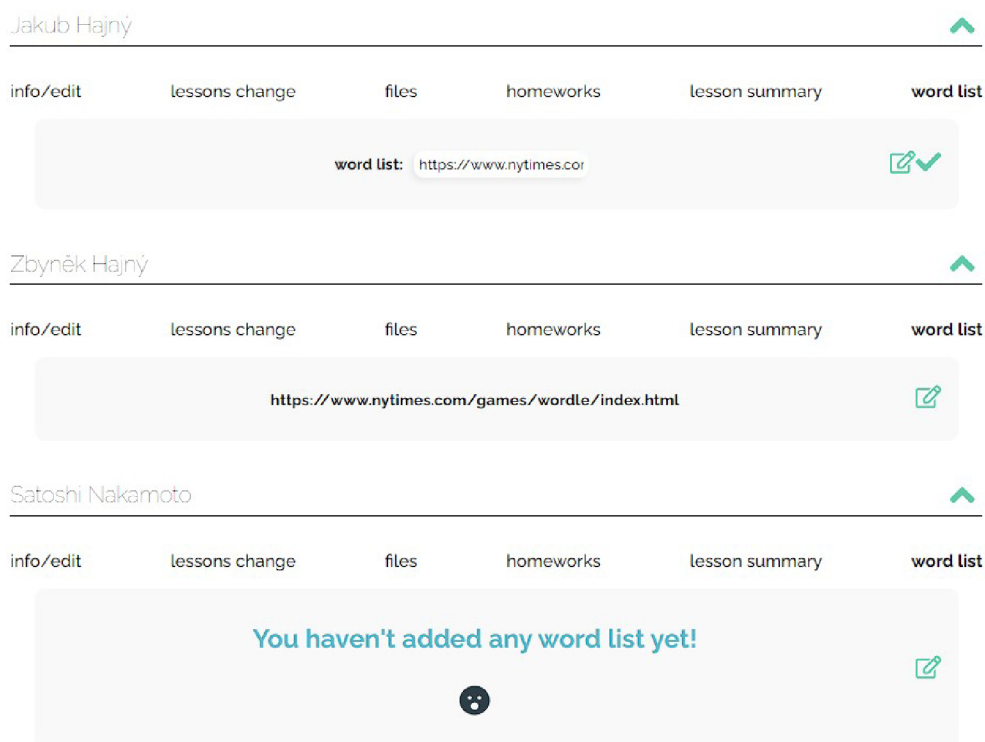 Jakub Hajný
info/edit lessons change files homeworks lesson summary word list
word list: https://www.nytimes.cor
Zbyněk Hajný
info/edit lessons change files homeworks lesson summary word list
https://www.nytimes.com/games/wordle/index.html
Satoshi Nakamoto
info/edit lessons change files homeworks lesson summary word list
You haven't added any word list yet!